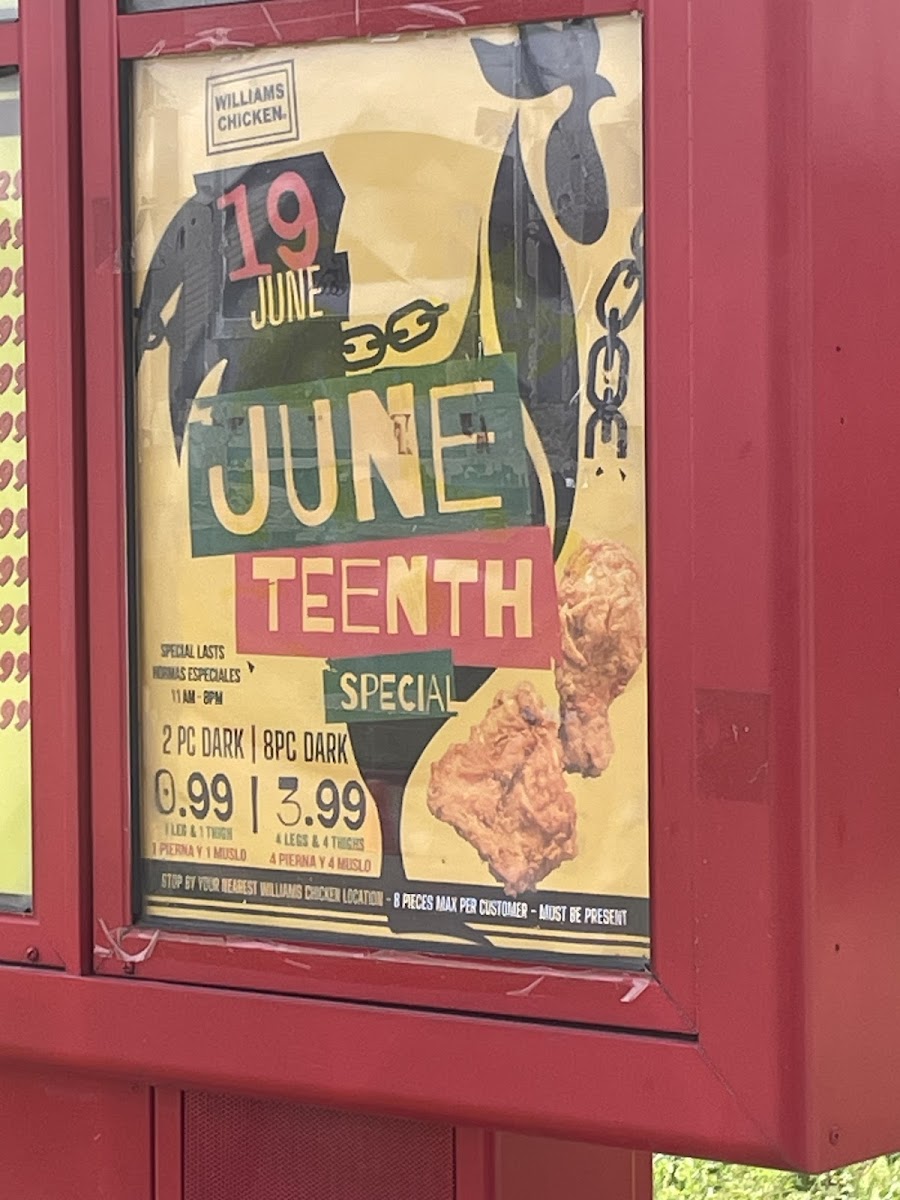 WILLIAMS
CHICKEN
19
JUNE
JUNE
TEENTH
SPECIAL
SPECIAL LASTS
NORMAS ESPECIALES
11 AM - 8PM
2 PC DARK | 8PC DARK
0.99 | 3.99
1 LEG & 1 THIGH 4 LEGS & 4 THIGHS
1 PIERNA Y 1 MUSLO 4 PIERNA Y 4 MUSLO
STOP BY YOUR NEAREST WILLIAMS CHICKEN LOCATION - 8 PIECES MAX PER CUSTOMER - MUST BE PRESENT